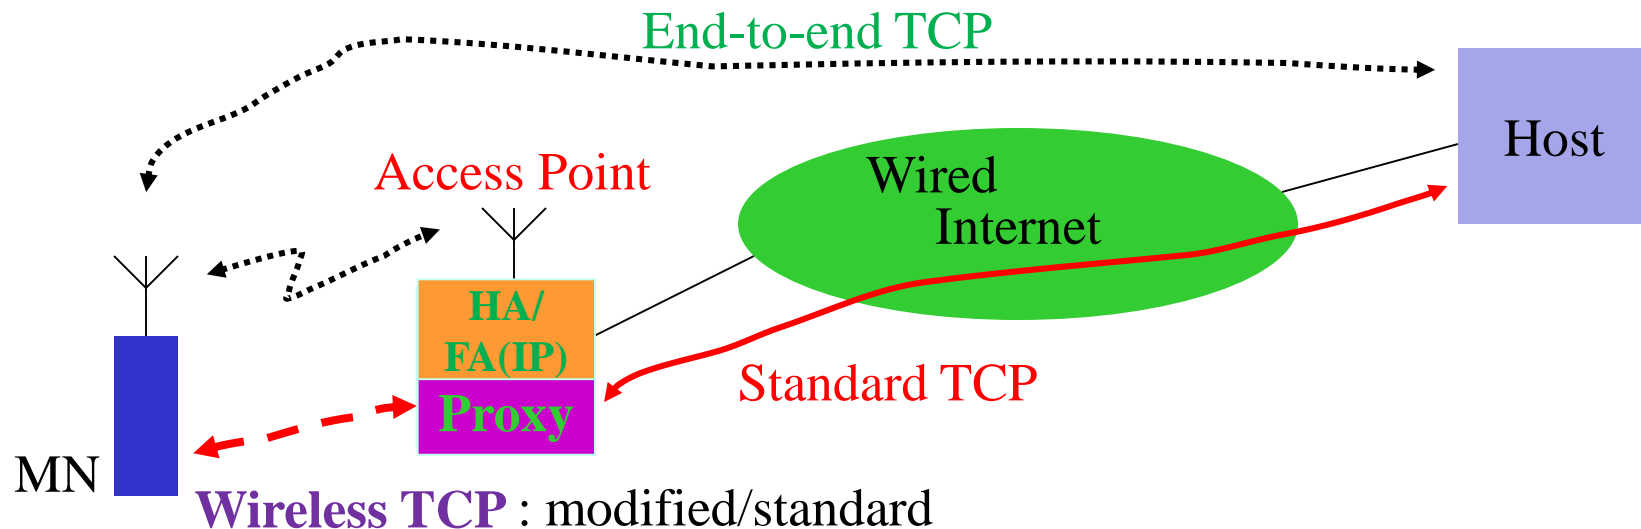 End-to-end TCP
Host
Access Point
Wired
Internet
HA/
FA(IP)
Proxy
Standard TCP
MN
Wireless TCP : modified/standard